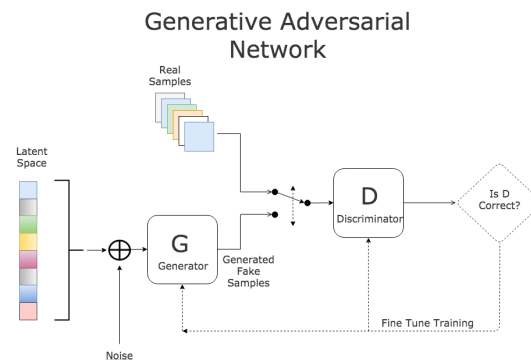 Generative Adversarial
Network
Real
Samples
Latent
Space
D
Discriminator
Is D
Correct?
G
Generator
Generated
Fake
Samples
Fine Tune Training
Noise